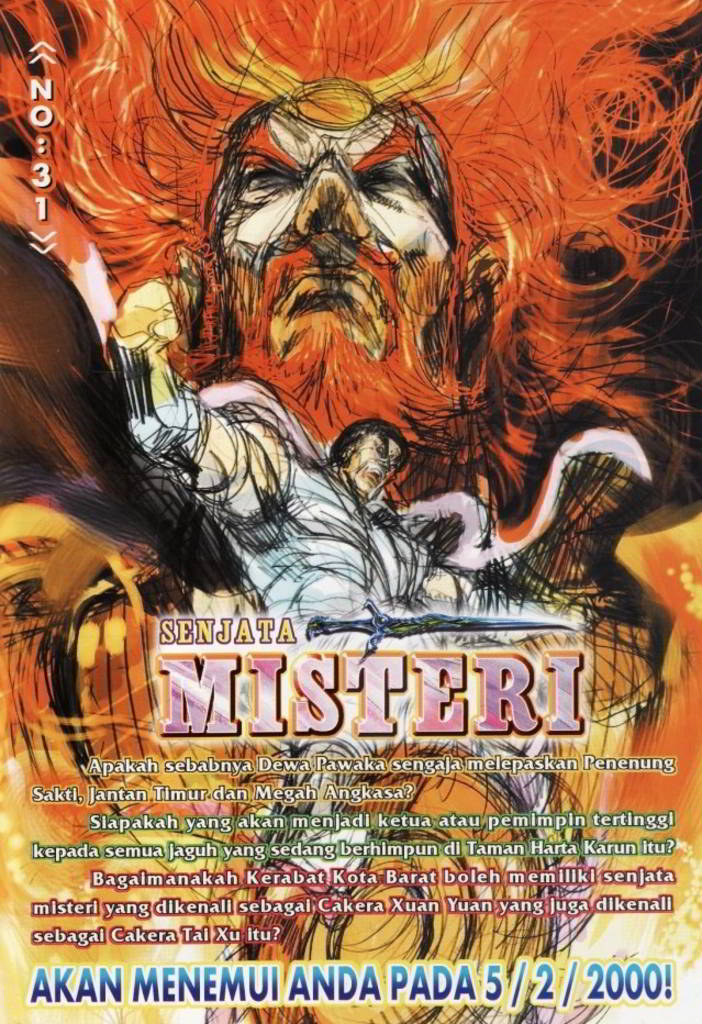 《NO:31》
SENJATA
MISTERI
Apakah sebabnya Dewa Pawaka sengaja melepaskan Penenung
Sakti, Jantan Timur dan Megah Angkasa?
Siapakah yang akan menjadi ketua atau pemimpin tertinggi
kepada semua jaguh yang sedang berhimpun di Taman Harta Karun itu?
Bagaimanakah Kerabat Kota Barat boleh memiliki senjata
misteri yang dikenali sebagai Cakera Xuan Yuan yang juga dikenali
sebagai Cakera Tai Xu itu?
AKAN MENEMUI ANDA PADA 5 / 2 / 2000!